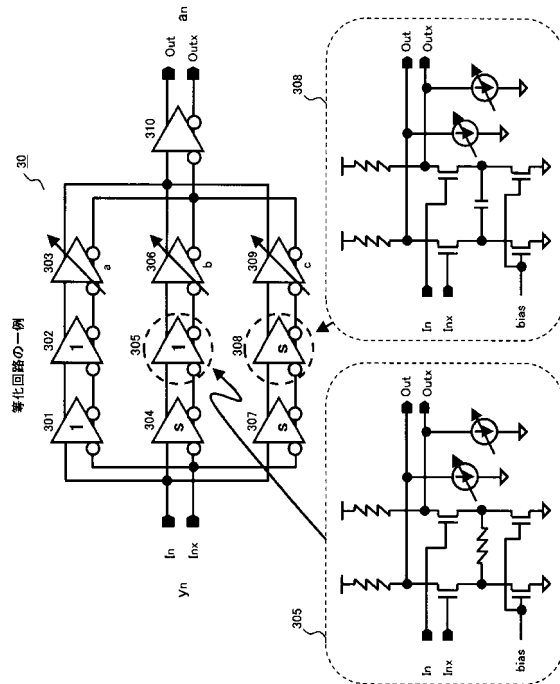 等化回路の一例
30
301
302
303
1
1
a
304
305
306
s
1
b
307
308
309
s
s
c
310
In
Inx
yn
Out
Outx
an
305
In
Inx
bias
Out
Outx
308
In
Inx
bias
Out
Outx